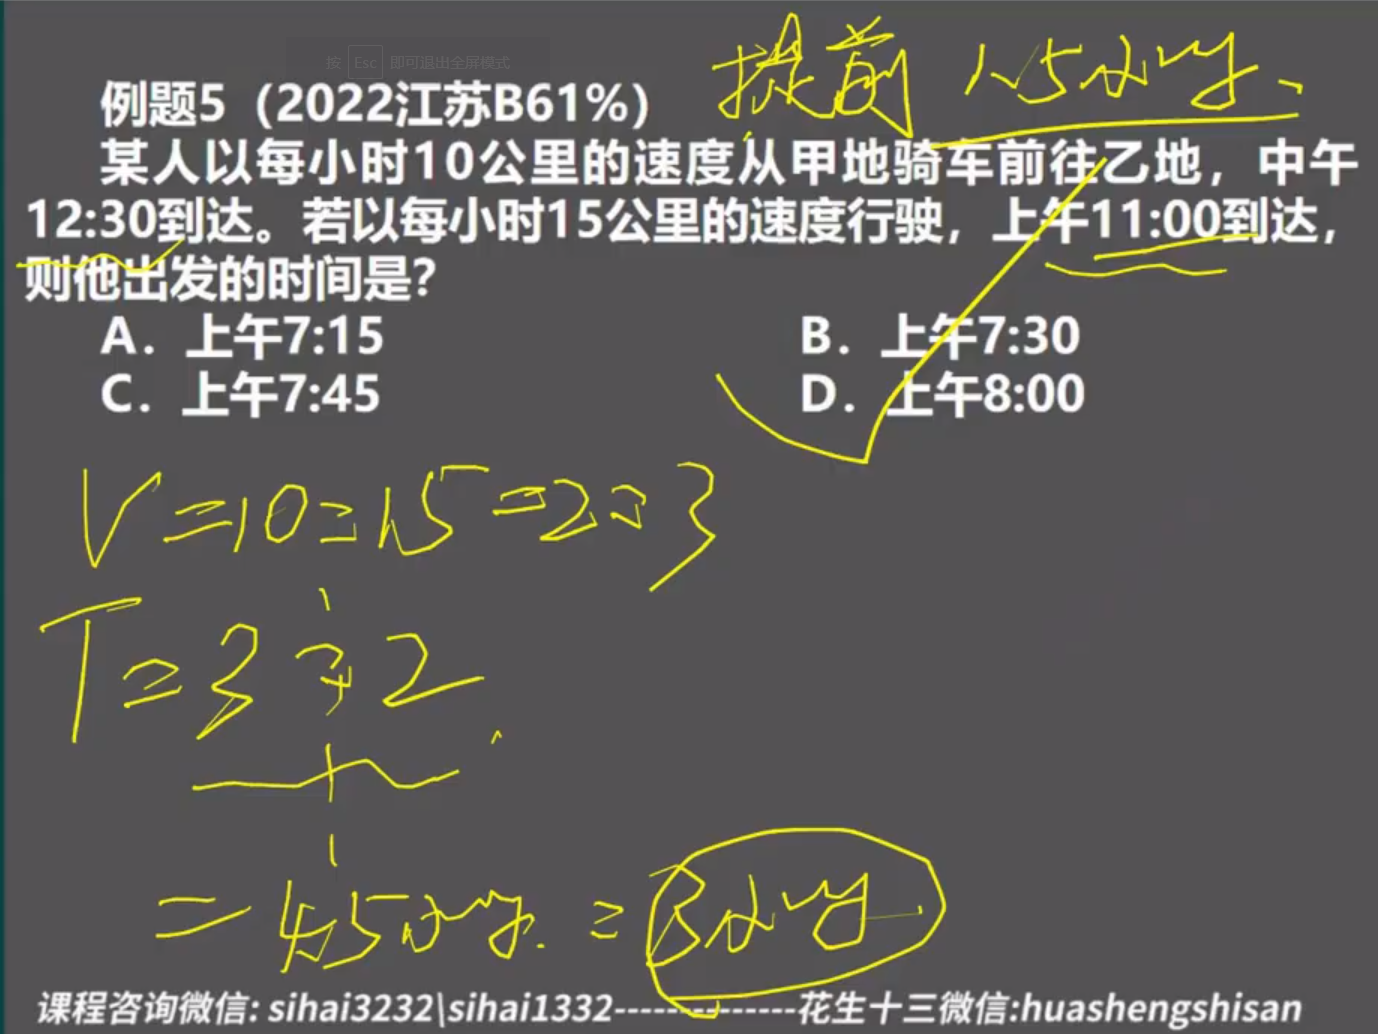 按 Esc 即可退出全屏模式
提前 1.5小时
例题5（2022江苏B61%）
某人以每小时10公里的速度从甲地骑车前往乙地，中午
12:30到达。若以每小时15公里的速度行驶，上午11:00到达，
则他出发的时间是？
A．上午7:15
B．上午7:30
C．上午7:45
D．上午8:00
V=10:15=2:3
T=3:2
=4.5小时:3小时
课程咨询微信: sihai3232\sihai1332--------------花生十三微信:huashengshisan